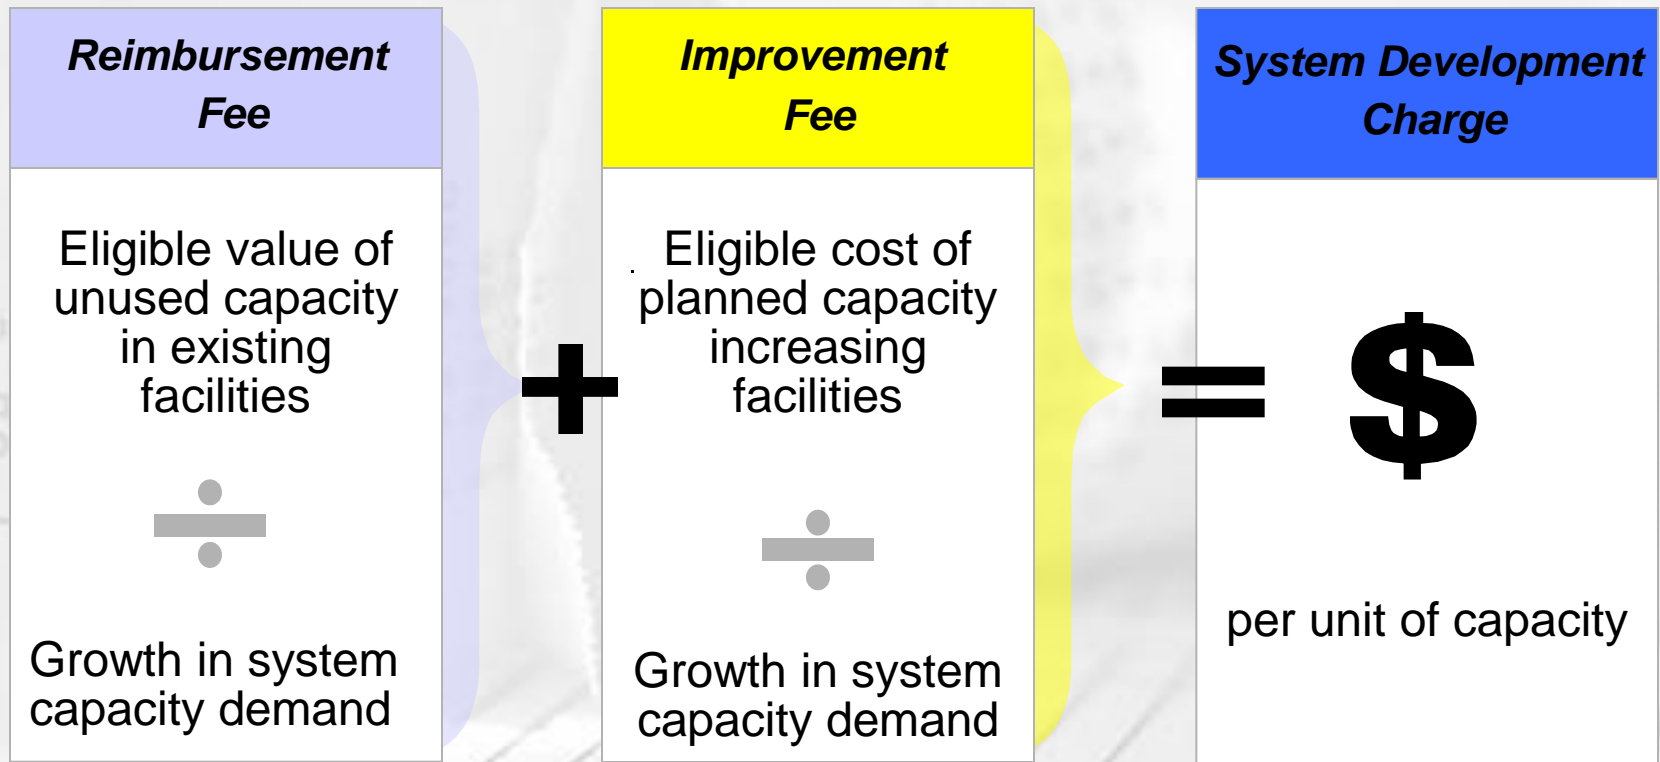 Reimbursement
Fee
Eligible value of
unused capacity
in existing
facilities
÷
Growth in system
capacity demand
+
Improvement
Fee
Eligible cost of
planned capacity
increasing
facilities
÷
Growth in system
capacity demand
=
System Development
Charge
$
per unit of capacity